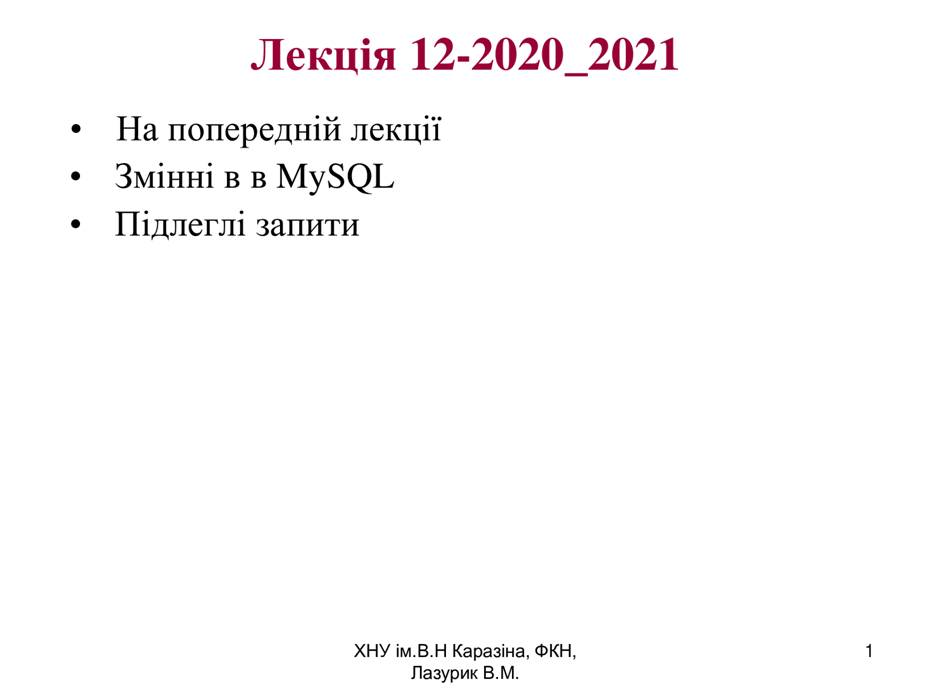 Лекція 12-2020_2021
• На попередній лекції
• Змінні в в MySQL
• Підлеглі запити
ХНУ ім.В.Н Каразіна, ФКН,
Лазурик В.М.
1